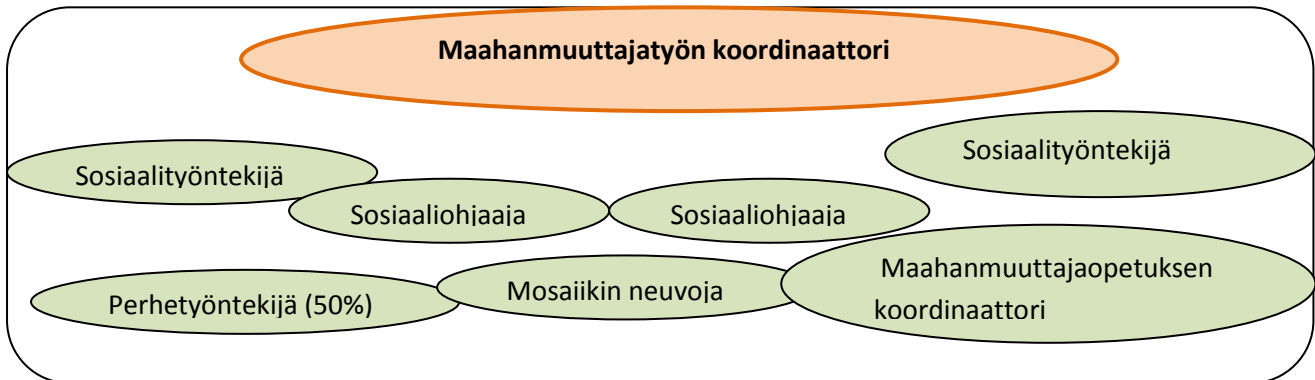 Maahanmuuttajatyön koordinaattori
Sosiaalityöntekijä
Sosiaalityöntekijä
Sosiaaliohjaaja
Sosiaaliohjaaja
Perhetyöntekijä (50%)
Mosaiikin neuvoja
Maahanmuuttajaopetuksen
koordinaattori